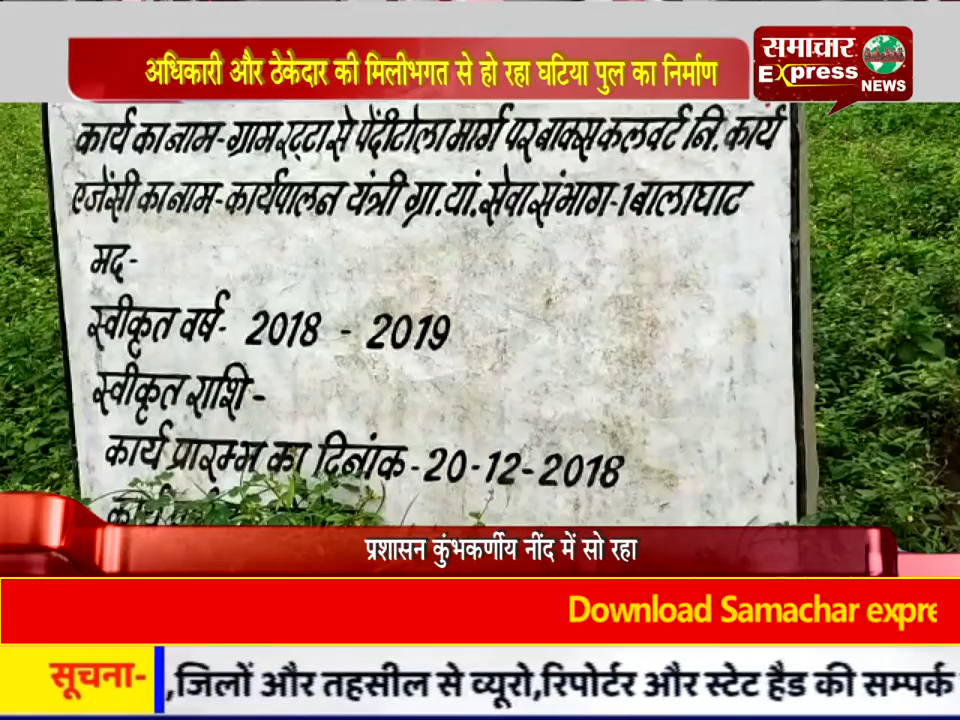 अधिकारी और ठेकेदार की मिलीभगत से हो रहा घटिया पुल का निर्माण
समाचार
Express
NEWS
कार्य का नाम-ग्राम रट्टा से पेंदीटोला मार्ग पर बाक्स कलवर्ट नि. कार्य
एजेंसी का नाम-कार्यपालन यंत्री ग्रा.यां.सेवा संभाग-1 बालाघाट
मद-
स्वीकृत वर्ष- 2018 - 2019
स्वीकृत राशि-
कार्य प्रारम्भ का दिनांक-20-12-2018
कार्य
प्रशासन कुंभकर्णीय नींद में सो रहा
Download Samachar expre
सूचना- ,जिलों और तहसील से व्यूरो,रिपोर्टर और स्टेट हैड की सम्पर्क